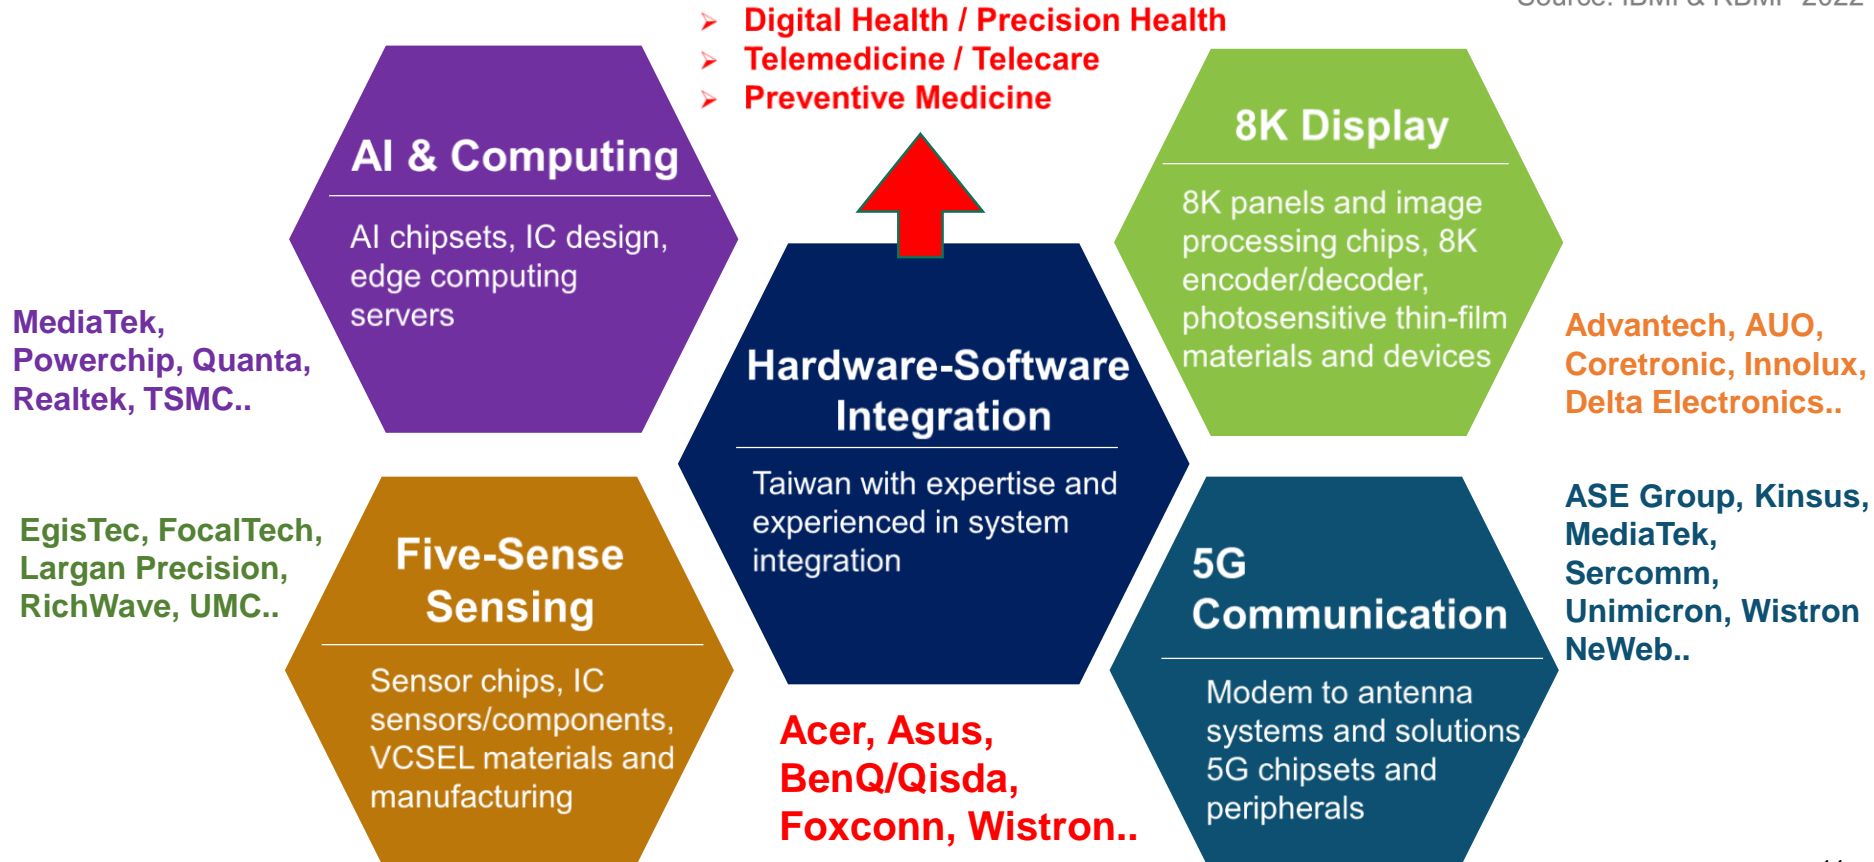 ➢ Digital Health / Precision Health
➢ Telemedicine / Telecare
➢ Preventive Medicine
AI & Computing
AI chipsets, IC design,
edge computing
servers
MediaTek,
Powerchip, Quanta,
Realtek, TSMC..
8K Display
8K panels and image
processing chips, 8K
encoder/decoder,
photosensitive thin-film
materials and devices
Advantech, AUO,
Coretronic, Innolux,
Delta Electronics..
Hardware-Software
Integration
Taiwan with expertise and
experienced in system
integration
Acer, Asus,
BenQ/Qisda,
Foxconn, Wistron..
EgisTec, FocalTech,
Largan Precision,
RichWave, UMC..
Five-Sense
Sensing
Sensor chips, IC
sensors/components,
VCSEL materials and
manufacturing
5G
Communication
Modem to antenna
systems and solutions
5G chipsets and
peripherals
ASE Group, Kinsus,
MediaTek,
Sercomm,
Unimicron, Wistron
NeWeb..